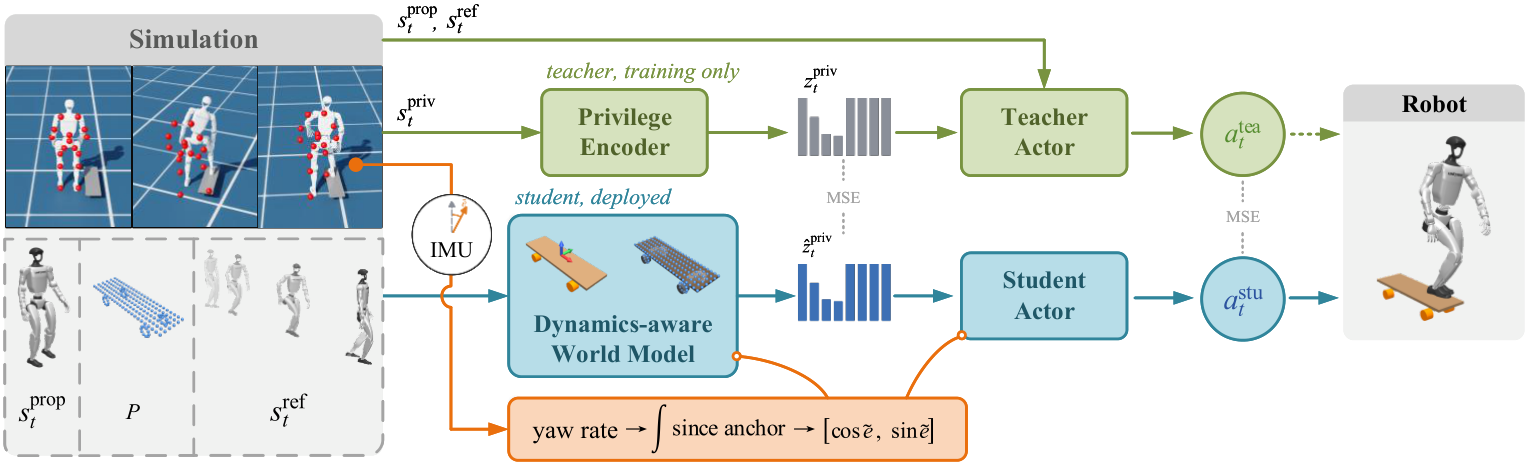 Simulation
s_t^prop, s_t^ref
teacher, training only
s_t^priv
Privilege
Encoder
z_t^priv
Teacher
Actor
a_t^tea
Robot
MSE
MSE
student, deployed
IMU
Dynamics-aware
World Model
ẑ_t^priv
Student
Actor
a_t^stu
s_t^prop
P
s_t^ref
yaw rate → ∫ since anchor → [cos ẽ, sin ẽ]